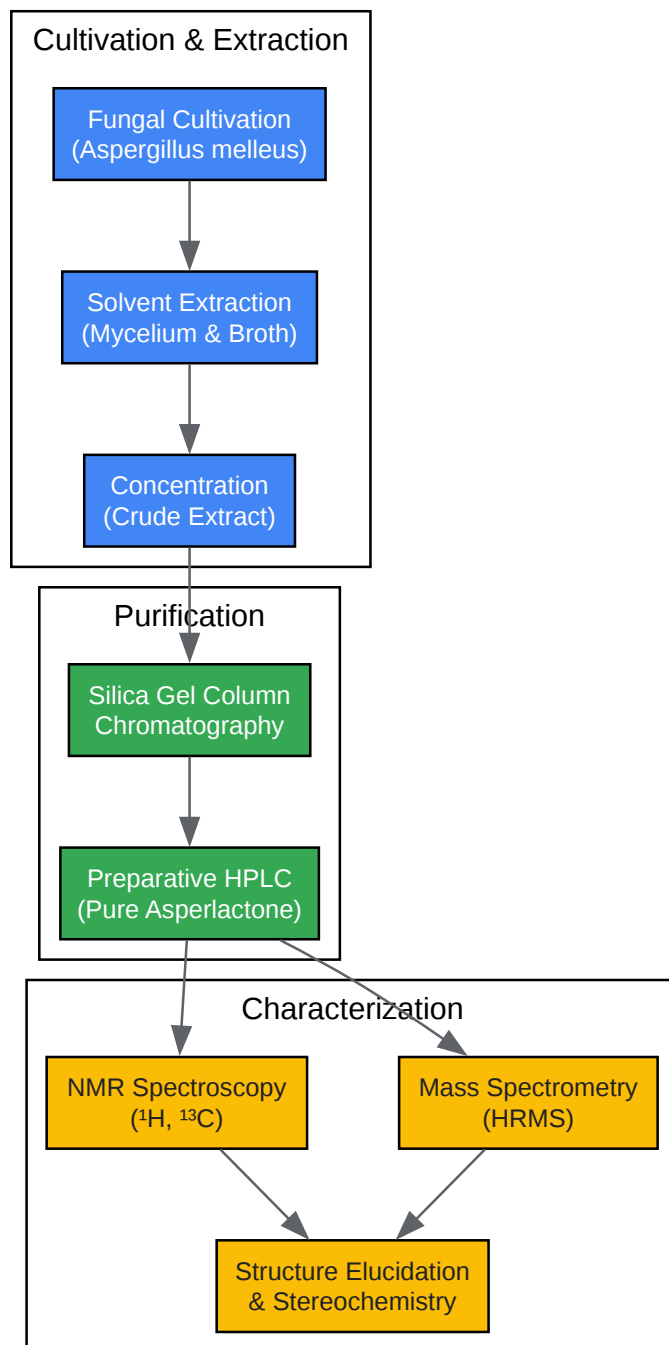 Cultivation & Extraction
Fungal Cultivation
(Aspergillus melleus)
Solvent Extraction
(Mycelium & Broth)
Concentration
(Crude Extract)
Purification
Silica Gel Column
Chromatography
Preparative HPLC
(Pure Asperlactone)
Characterization
NMR Spectroscopy
(¹H, ¹³C)
Mass Spectrometry
(HRMS)
Structure Elucidation
& Stereochemistry